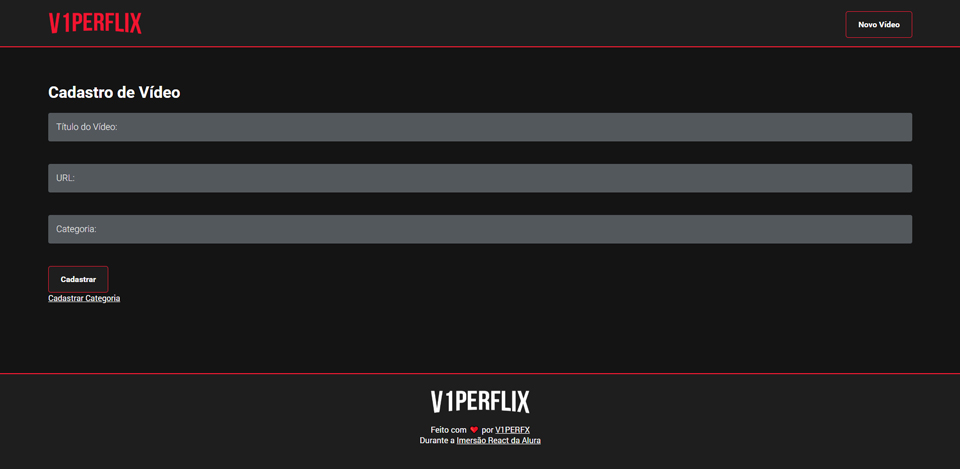 V1PERFLIX
Novo Vídeo
Cadastro de Vídeo
Título do Vídeo:
URL:
Categoria:
Cadastrar
Cadastrar Categoria
V1PERFLIX
Feito com ❤️ por V1PERFX
Durante a Imersão React da Alura